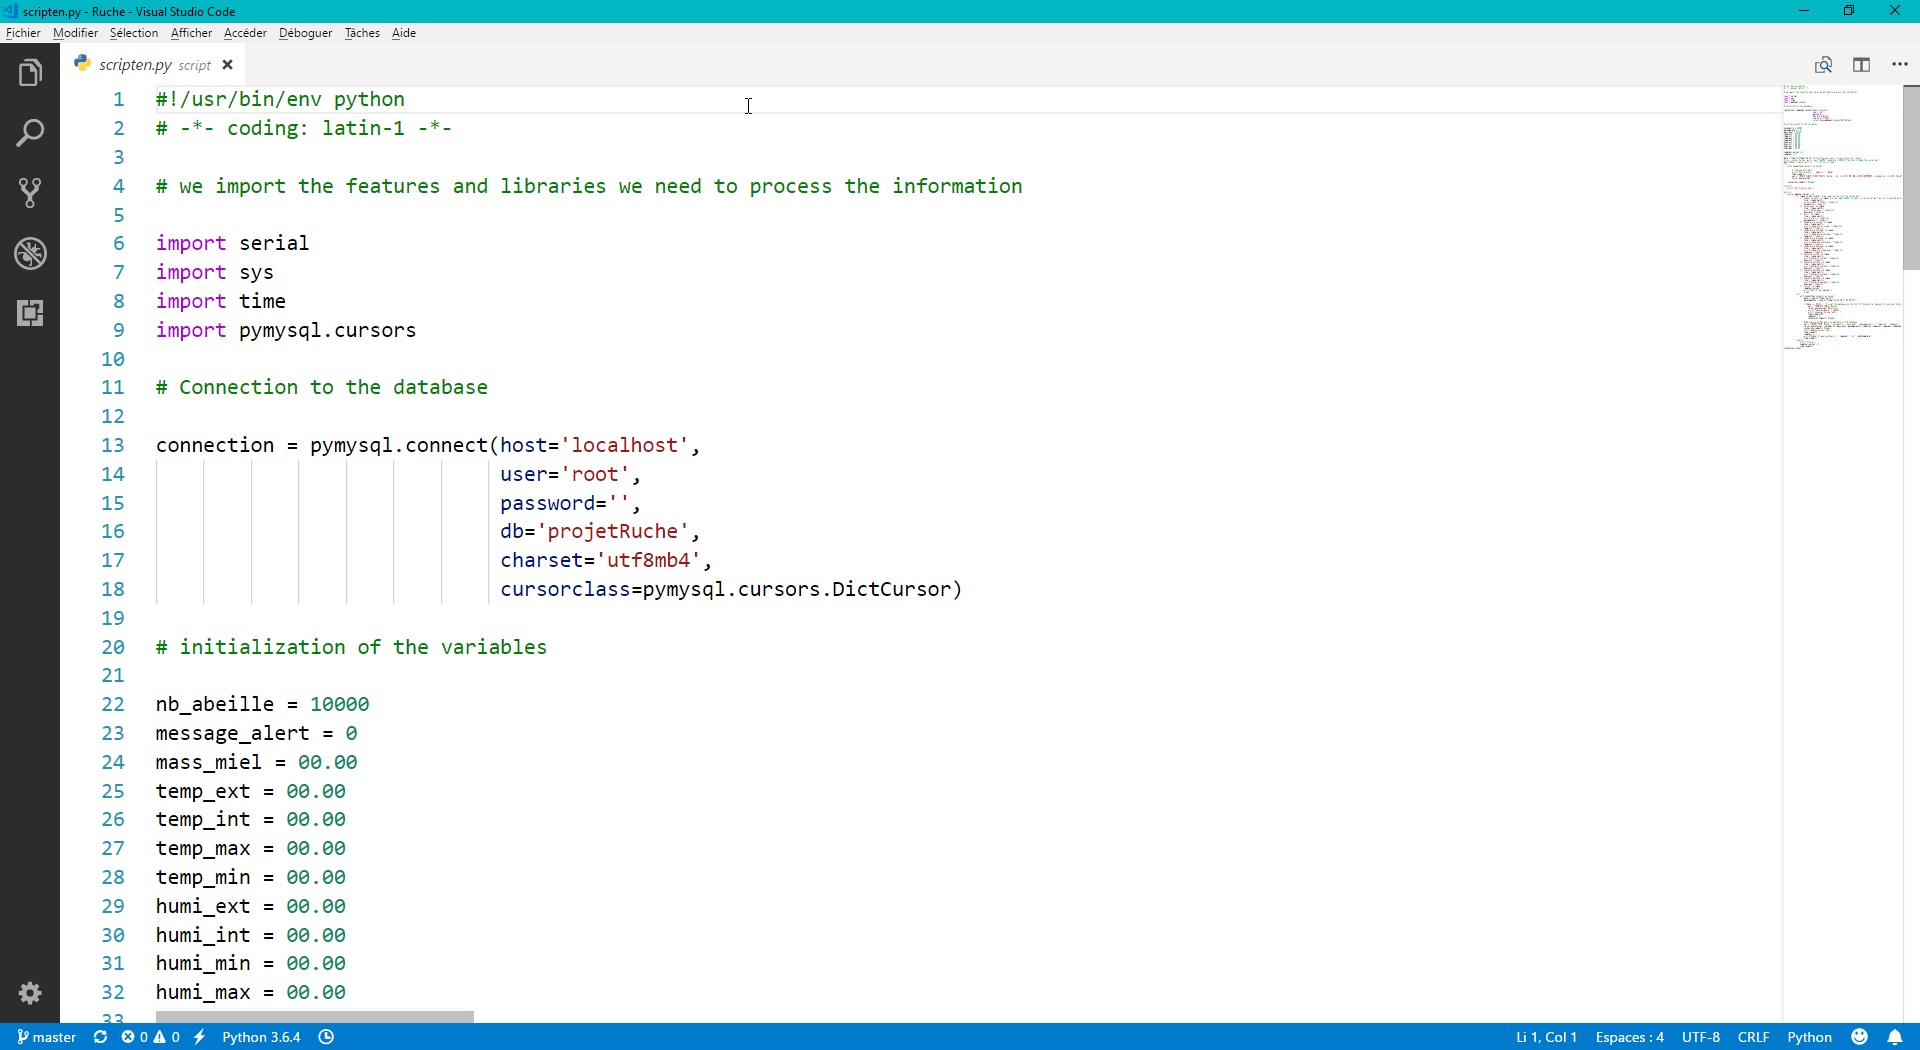 scripten.py - Ruche - Visual Studio Code
Fichier Modifier Sélection Afficher Accéder Déboguer Tâches Aide
scripten.py script
1 #!/usr/bin/env python
2 # -*- coding: latin-1 -*-
3
4 # we import the features and libraries we need to process the information
5
6 import serial
7 import sys
8 import time
9 import pymysql.cursors
10
11 # Connection to the database
12
13 connection = pymysql.connect(host='localhost',
14 user='root',
15 password='',
16 db='projetRuche',
17 charset='utf8mb4',
18 cursorclass=pymysql.cursors.DictCursor)
19
20 # initialization of the variables
21
22 nb_abeille = 10000
23 message_alert = 0
24 mass_miel = 00.00
25 temp_ext = 00.00
26 temp_int = 00.00
27 temp_max = 00.00
28 temp_min = 00.00
29 humi_ext = 00.00
30 humi_int = 00.00
31 humi_min = 00.00
32 humi_max = 00.00
33
master 0 0 Python 3.6.4 Li 1, Col 1 Espaces : 4 UTF-8 CRLF Python